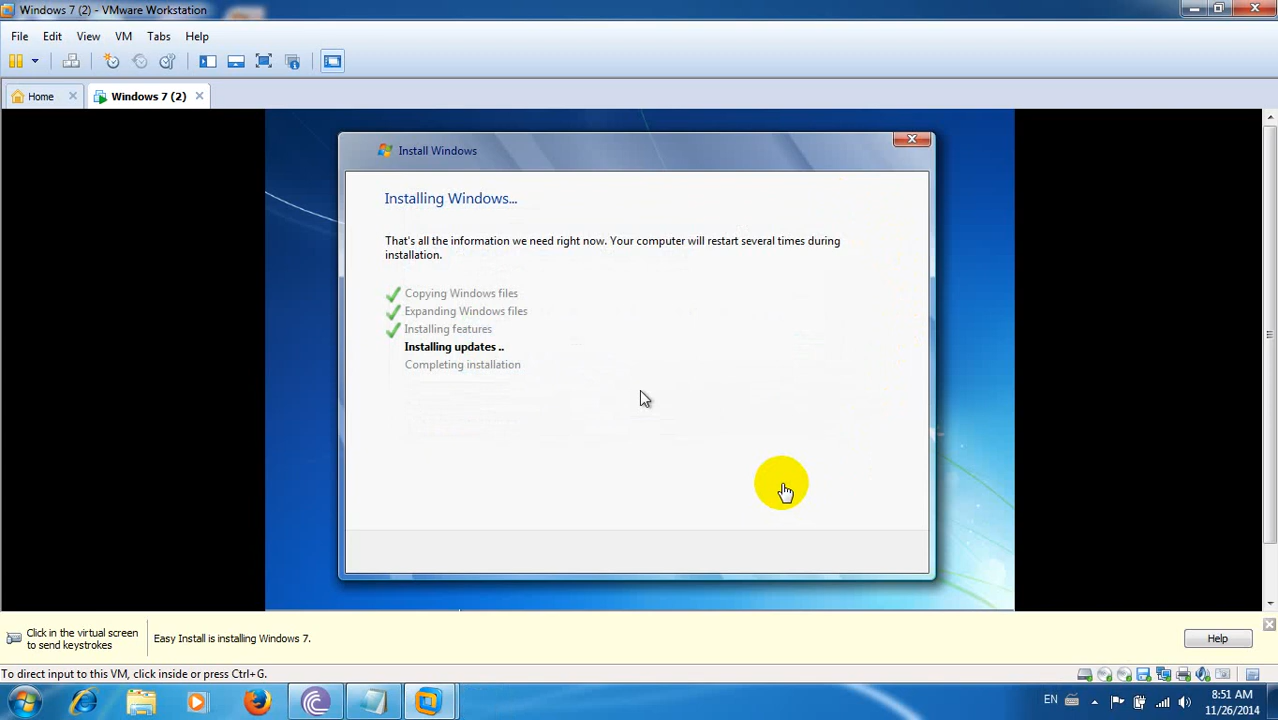 Windows 7 (2) - VMware Workstation
File Edit View VM Tabs Help
Home Windows 7 (2)
Install Windows
Installing Windows...
That's all the information we need right now. Your computer will restart several times during
installation.
Copying Windows files
Expanding Windows files
Installing features
Installing updates ..
Completing installation
Click in the virtual screen
to send keystrokes
Easy Install is installing Windows 7.
Help
To direct input to this VM, click inside or press Ctrl+G.
EN
8:51 AM
11/26/2014